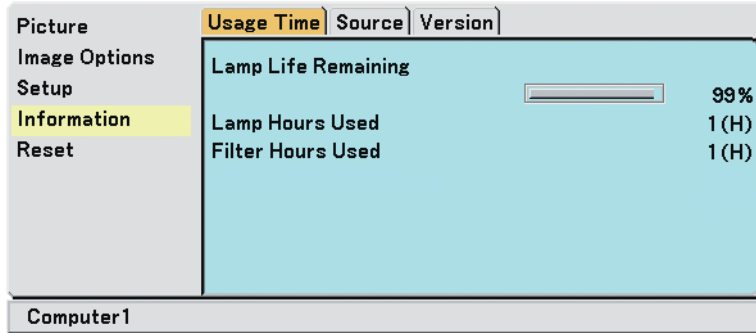 Picture
Image Options
Setup
Information
Reset
Usage Time Source Version
Lamp Life Remaining
99%
Lamp Hours Used 1(H)
Filter Hours Used 1(H)
Computer1